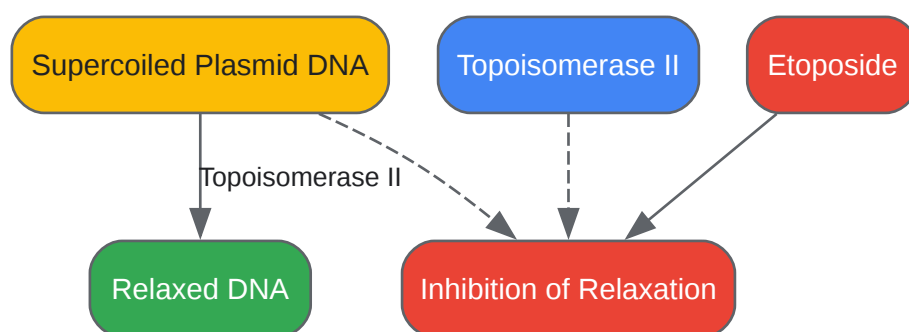 Supercoiled Plasmid DNA
Topoisomerase II
Etoposide
Topoisomerase II
Relaxed DNA
Inhibition of Relaxation